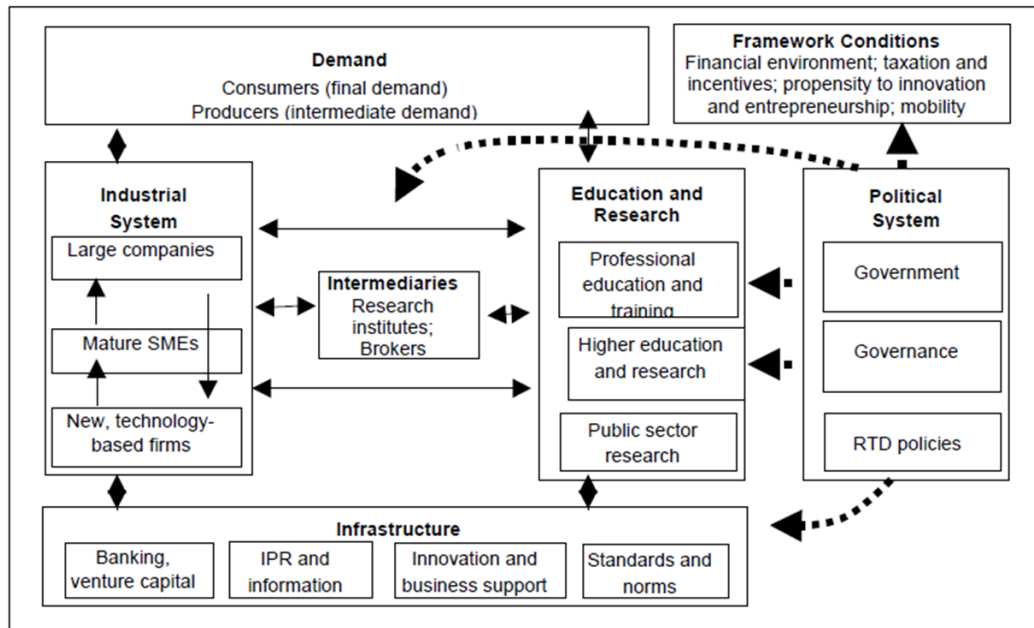 Demand
Consumers (final demand)
Producers (intermediate demand)
Framework Conditions
Financial environment; taxation and
incentives; propensity to innovation
and entrepreneurship; mobility
Industrial
System
Large companies
Mature SMEs
New, technology-
based firms
Intermediaries
Research
institutes;
Brokers
Education and
Research
Professional
education and
training
Higher education
and research
Public sector
research
Political
System
Government
Governance
RTD policies
Infrastructure
Banking,
venture capital
IPR and
information
Innovation and
business support
Standards and
norms